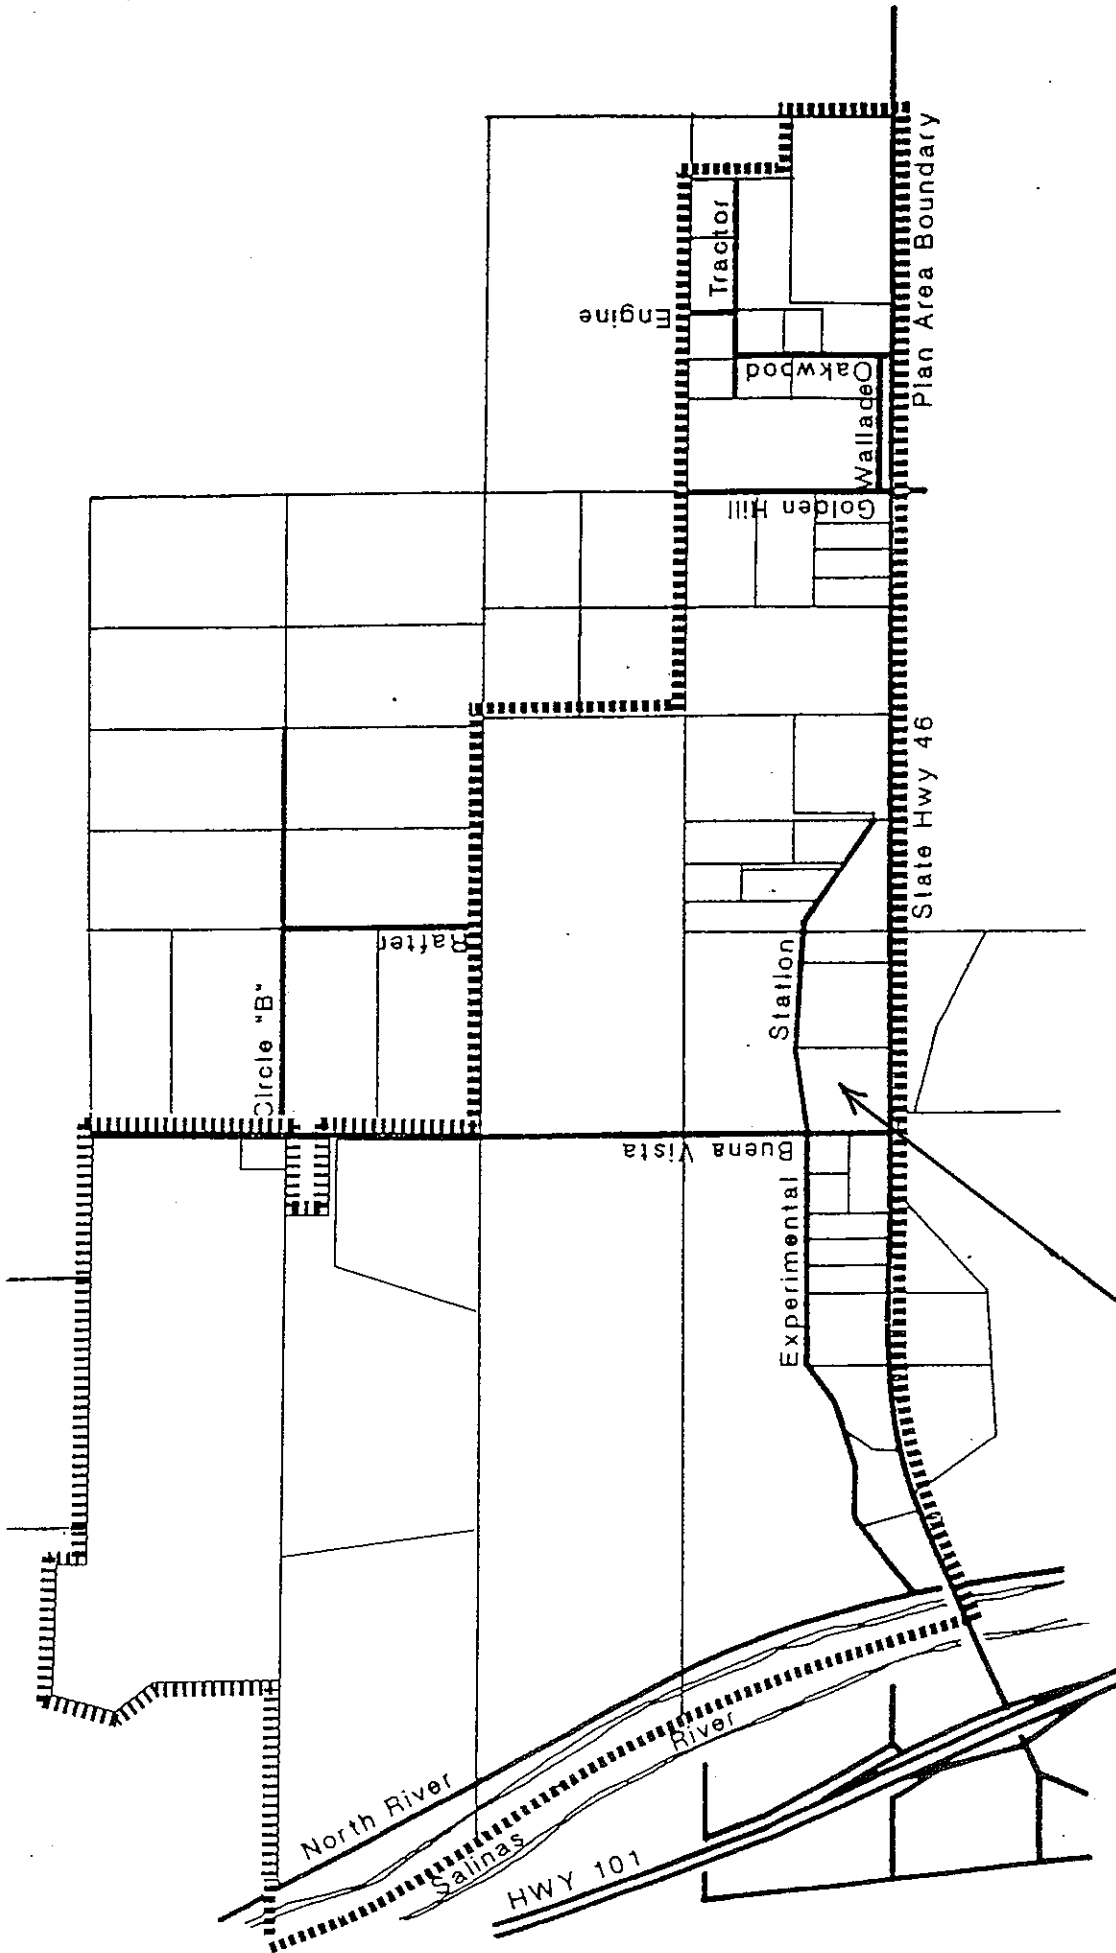 Plan Area Boundary
Tractor
Engine
Oakwood
Wallace
Golden Hill
State Hwy 46
Rafter
Circle "B"
Station
Buena Vista
Experimental
North River
Salinas
River
HWY 101